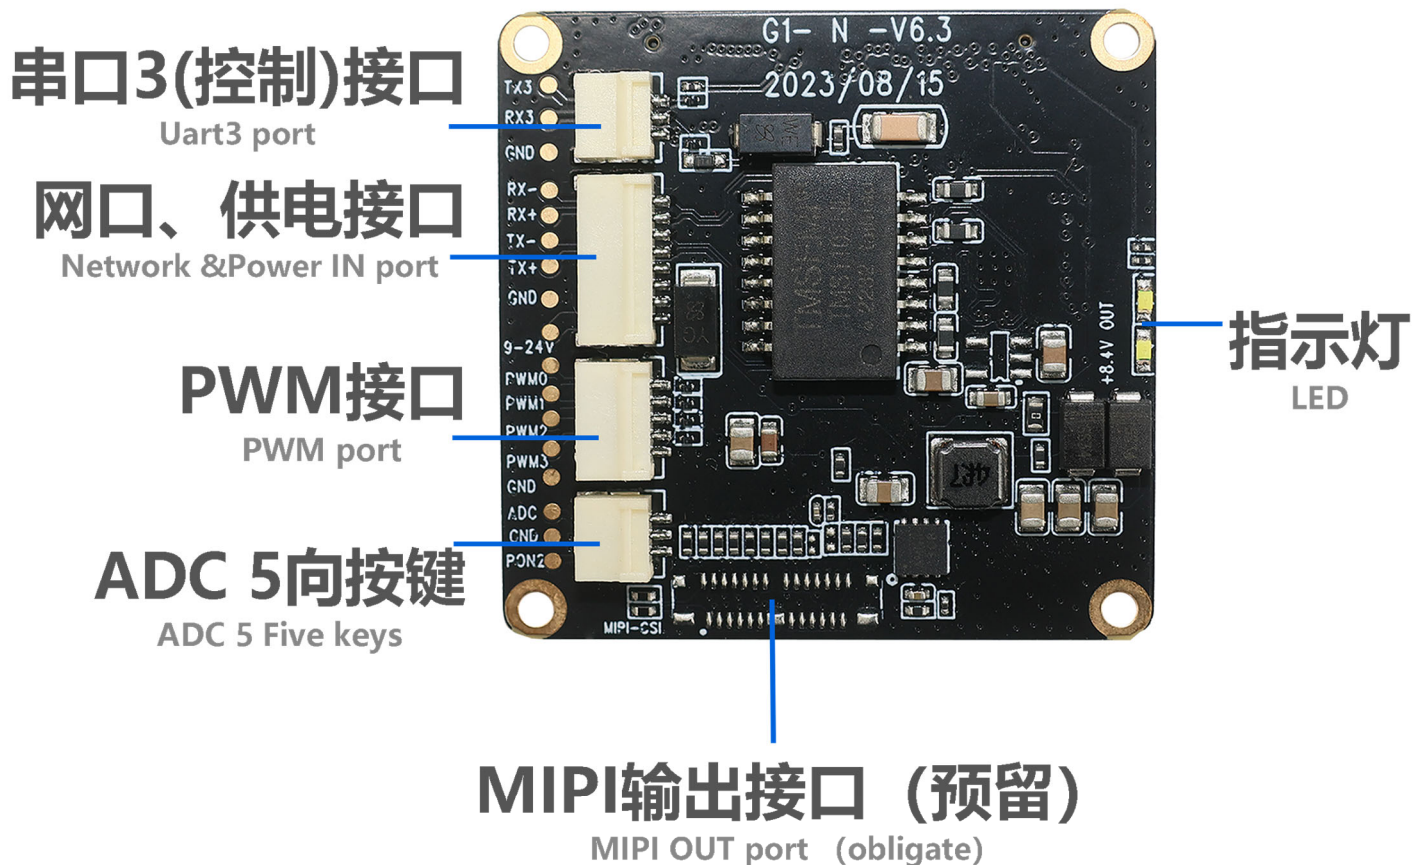 G1- N -V6.3
2023/08/15
串口3(控制)接口
Uart3 port
TX3
RX3
GND
网口、供电接口
Network &Power IN port
RX-
RX+
TX-
TX+
GND
9-24V
PWM接口
PWM port
PWM0
PWM1
PWM2
PWM3
GND
ADC 5向按键
ADC 5 Five keys
ADC
GND
PON2
MIPI-CSI
WE
YG
4R7
+8.4V OUT
指示灯
LED
MIPI输出接口（预留）
MIPI OUT port （obligate）